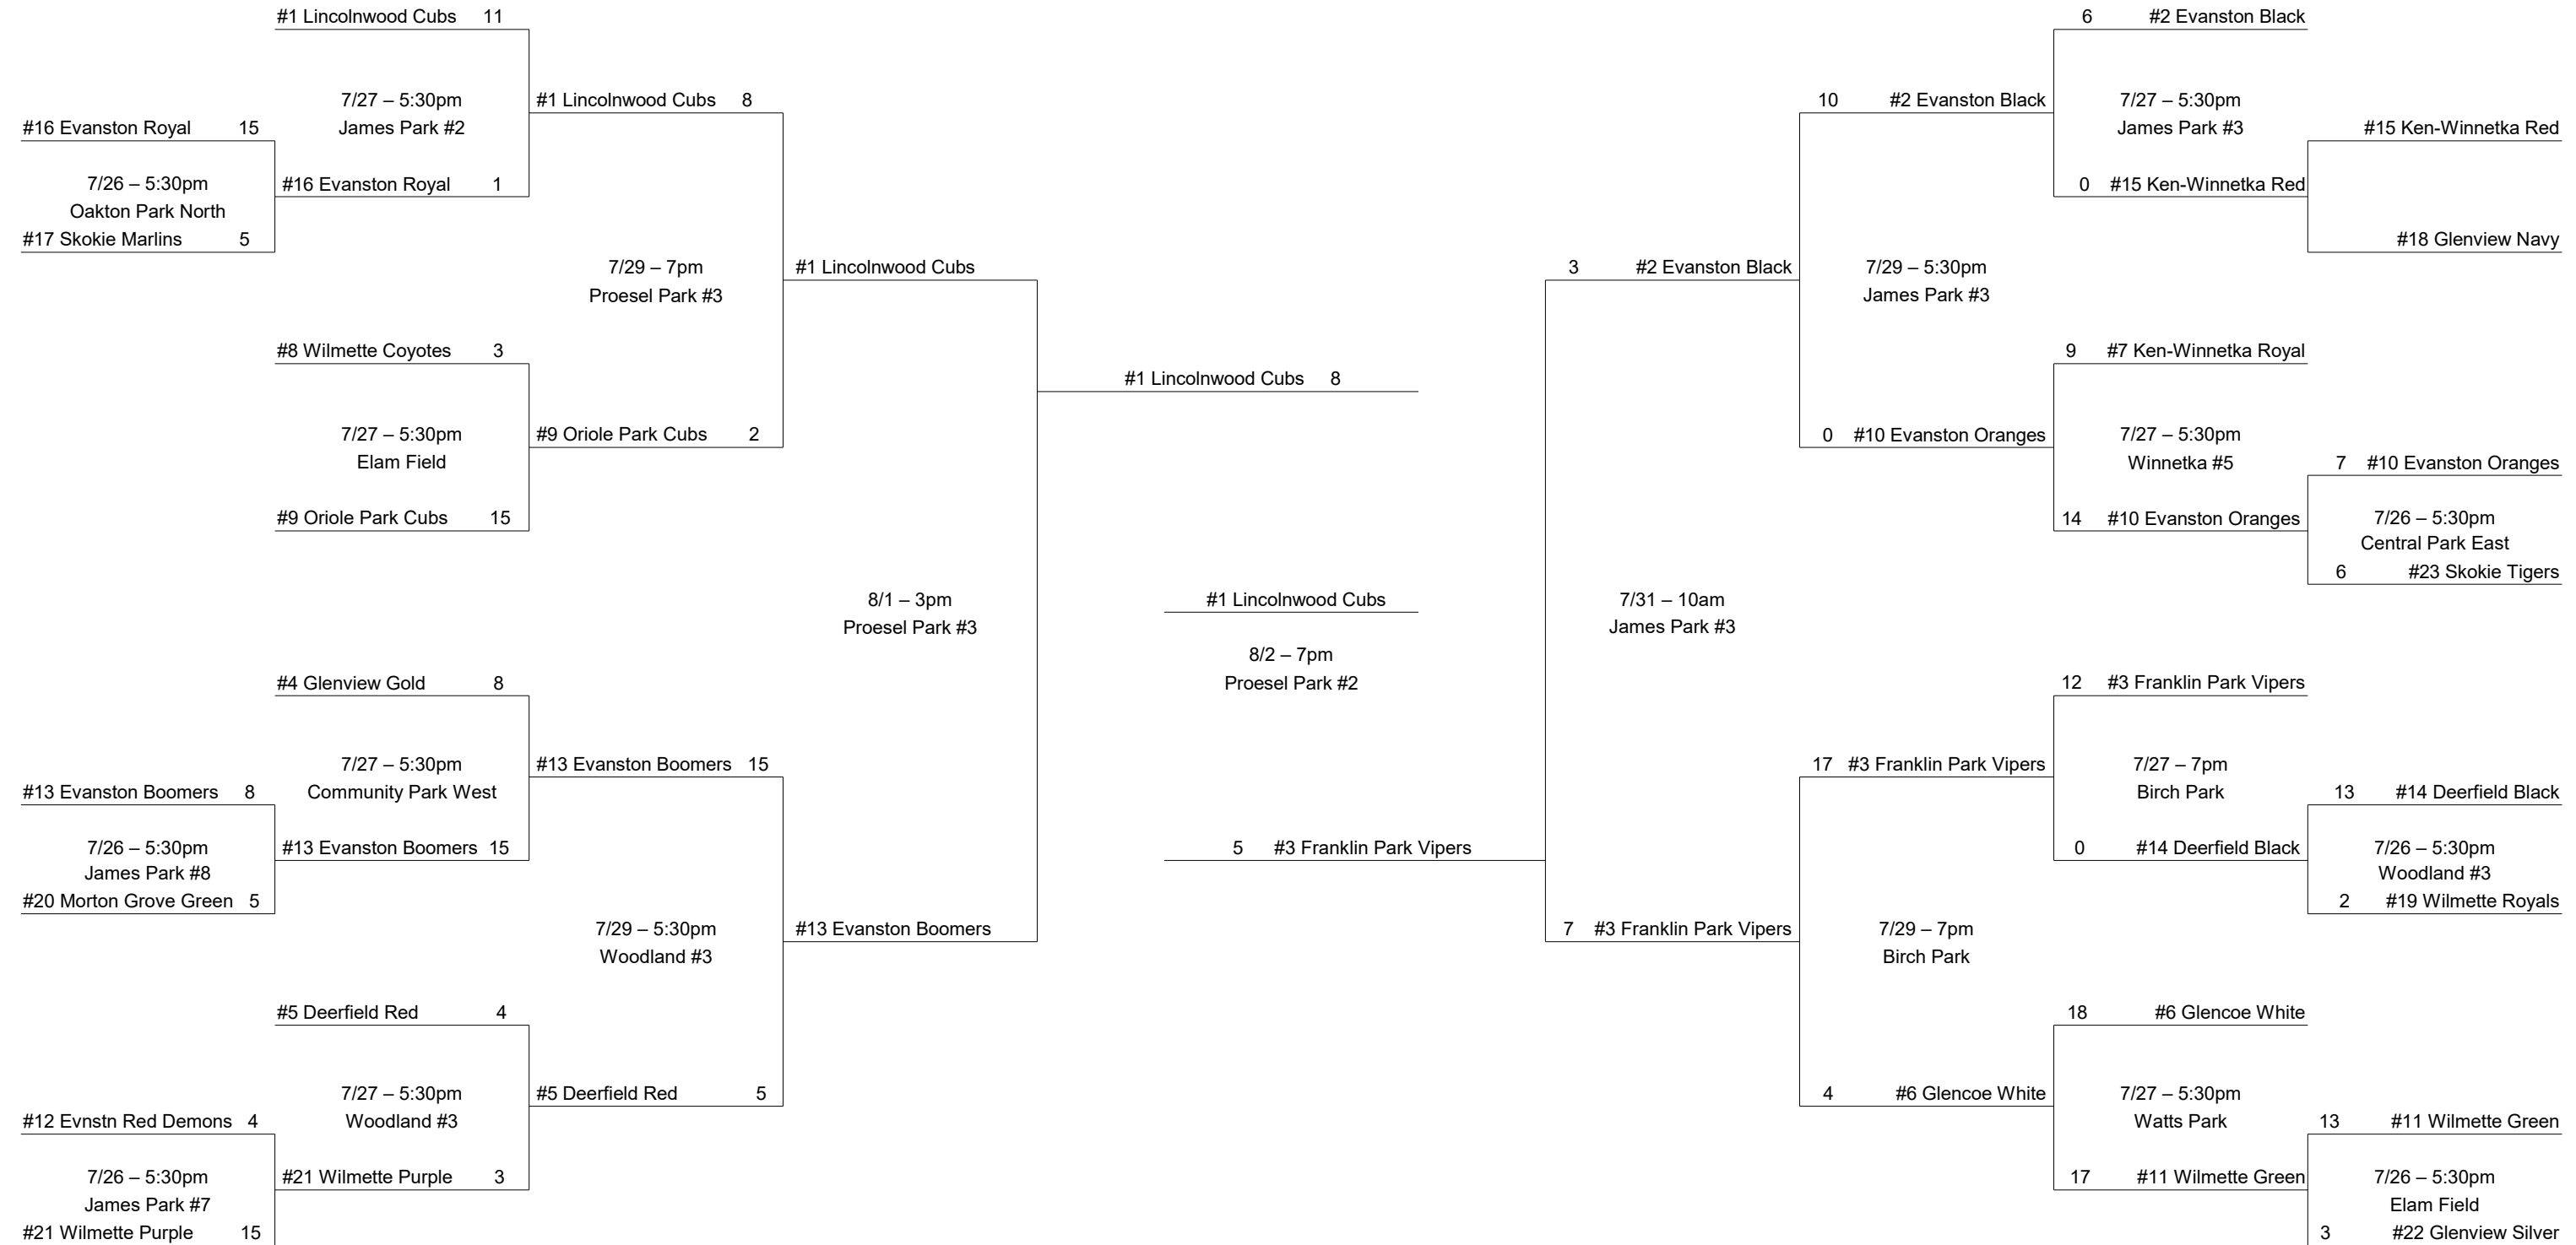 #1 Lincolnwood Cubs 11
7/27 – 5:30pm
James Park #2
#16 Evanston Royal 15
7/26 – 5:30pm
Oakton Park North
#17 Skokie Marlins 5
#16 Evanston Royal 1
#1 Lincolnwood Cubs 8
7/29 – 7pm
Proesel Park #3
#8 Wilmette Coyotes 3
7/27 – 5:30pm
Elam Field
#9 Oriole Park Cubs 15
#9 Oriole Park Cubs 2
#1 Lincolnwood Cubs
8/1 – 3pm
Proesel Park #3
#4 Glenview Gold 8
7/27 – 5:30pm
Community Park West
#13 Evanston Boomers 8
7/26 – 5:30pm
James Park #8
#20 Morton Grove Green 5
#13 Evanston Boomers 15
#13 Evanston Boomers 15
7/29 – 5:30pm
Woodland #3
#13 Evanston Boomers
#5 Deerfield Red 4
7/27 – 5:30pm
Woodland #3
#12 Evnstn Red Demons 4
7/26 – 5:30pm
James Park #7
#21 Wilmette Purple 15
#21 Wilmette Purple 3
#5 Deerfield Red 5
#1 Lincolnwood Cubs 8
#1 Lincolnwood Cubs
8/2 – 7pm
Proesel Park #2
5 #3 Franklin Park Vipers
3 #2 Evanston Black
7/31 – 10am
James Park #3
7 #3 Franklin Park Vipers
10 #2 Evanston Black
7/29 – 5:30pm
James Park #3
0 #10 Evanston Oranges
17 #3 Franklin Park Vipers
7/29 – 7pm
Birch Park
4 #6 Glencoe White
6 #2 Evanston Black
7/27 – 5:30pm
James Park #3
0 #15 Ken-Winnetka Red
#15 Ken-Winnetka Red
#18 Glenview Navy
9 #7 Ken-Winnetka Royal
7/27 – 5:30pm
Winnetka #5
14 #10 Evanston Oranges
7 #10 Evanston Oranges
7/26 – 5:30pm
Central Park East
6 #23 Skokie Tigers
12 #3 Franklin Park Vipers
7/27 – 7pm
Birch Park
0 #14 Deerfield Black
13 #14 Deerfield Black
7/26 – 5:30pm
Woodland #3
2 #19 Wilmette Royals
18 #6 Glencoe White
7/27 – 5:30pm
Watts Park
17 #11 Wilmette Green
13 #11 Wilmette Green
7/26 – 5:30pm
Elam Field
3 #22 Glenview Silver